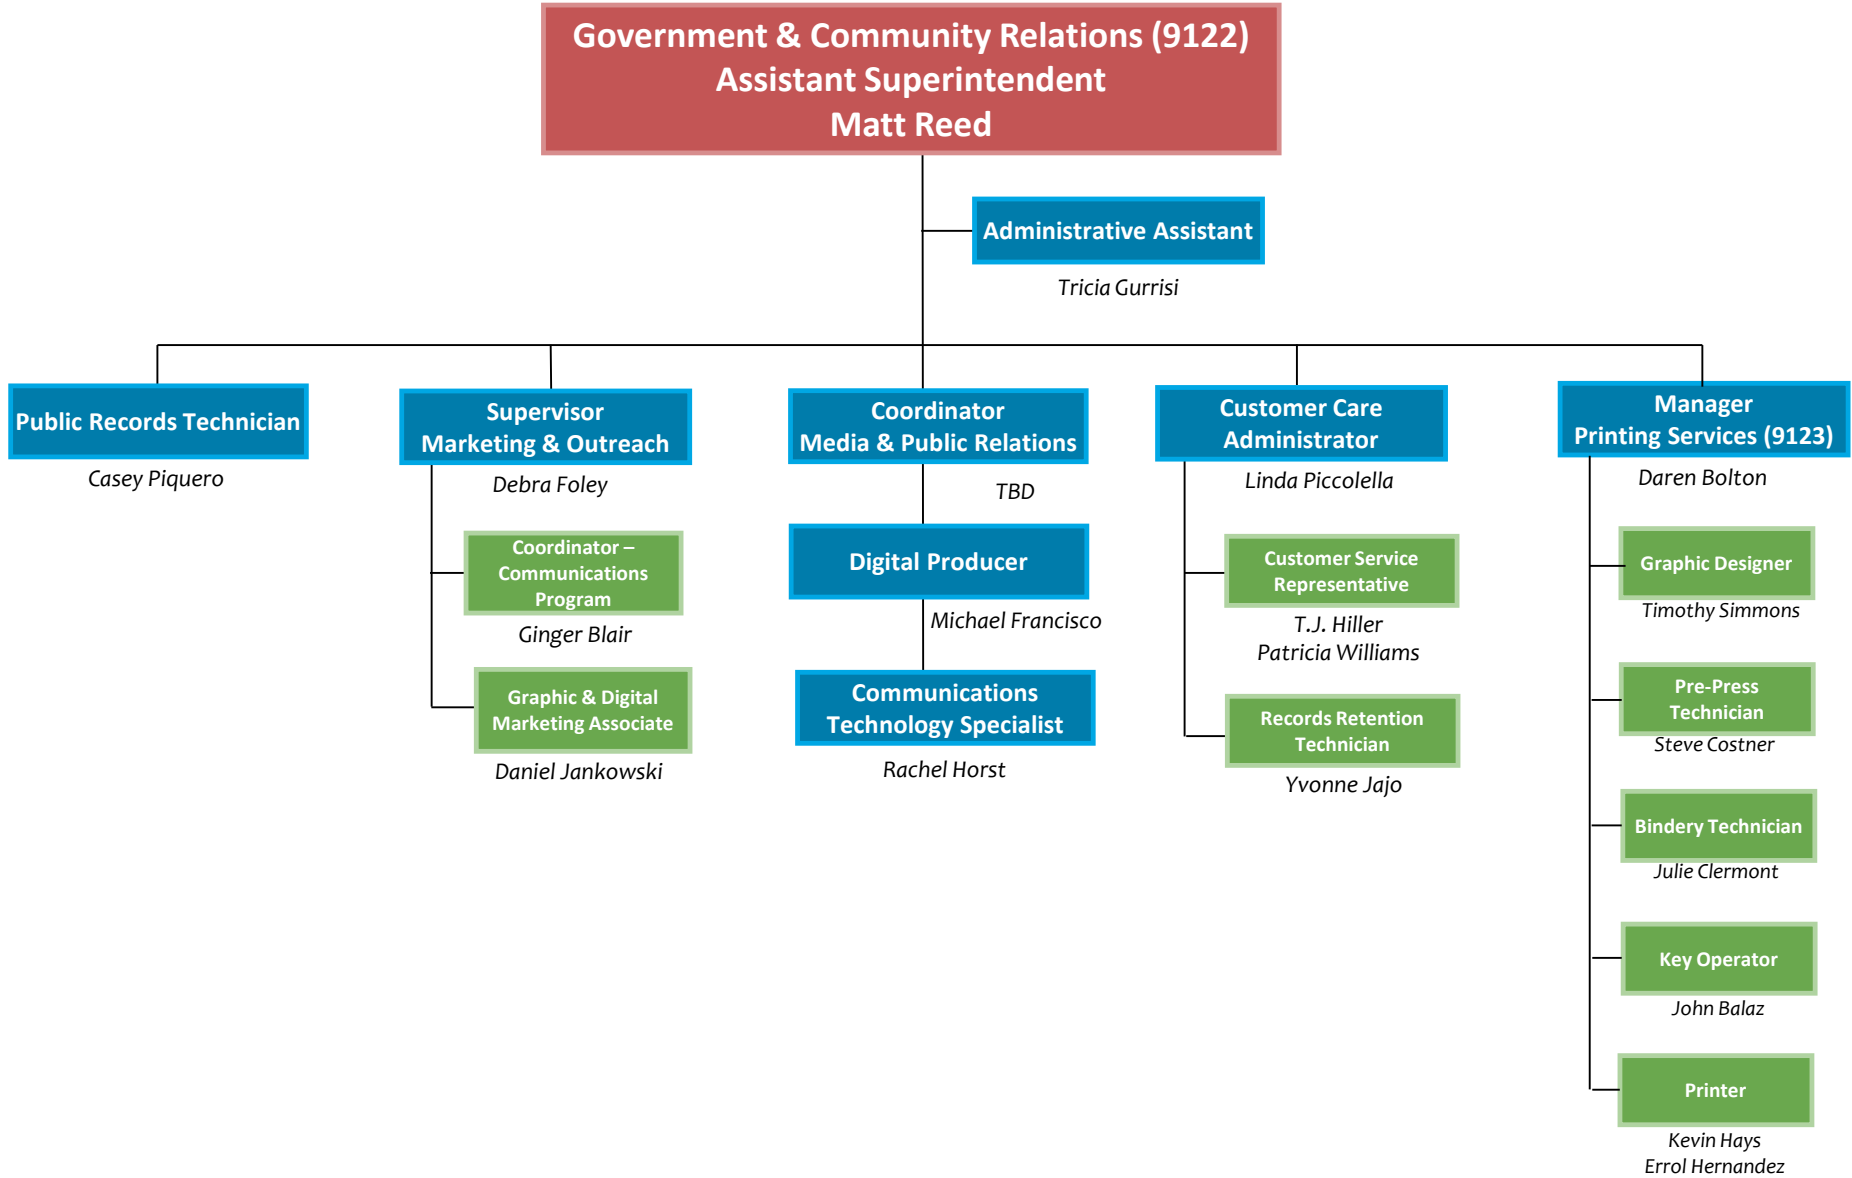 Government & Community Relations (9122)
Assistant Superintendent
Matt Reed
Administrative Assistant
Tricia Gurrisi
Public Records Technician
Casey Piquero
Supervisor
Marketing & Outreach
Debra Foley
Coordinator –
Communications
Program
Ginger Blair
Graphic & Digital
Marketing Associate
Daniel Jankowski
Coordinator
Media & Public Relations
TBD
Digital Producer
Michael Francisco
Communications
Technology Specialist
Rachel Horst
Customer Care
Administrator
Linda Piccolella
Customer Service
Representative
T.J. Hiller
Patricia Williams
Records Retention
Technician
Yvonne Jajo
Manager
Printing Services (9123)
Daren Bolton
Graphic Designer
Timothy Simmons
Pre-Press
Technician
Steve Costner
Bindery Technician
Julie Clermont
Key Operator
John Balaz
Printer
Kevin Hays
Errol Hernandez